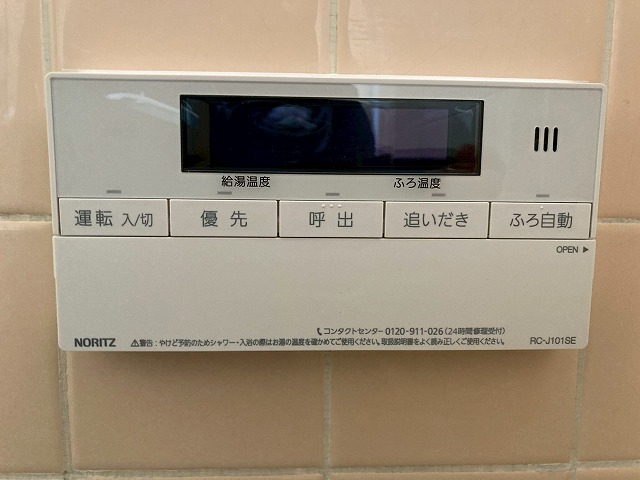 給湯温度 ふろ温度
運転 入/切 優先 呼出 追いだき ふろ自動
OPEN ▶
コンタクトセンター 0120-911-026 (24時間修理受付)
NORITZ ⚠警告:やけど予防のためシャワー・入浴の際はお湯の温度を確かめてご使用ください。取扱説明書をよく読み正しくご使用ください。 RC-J101SE